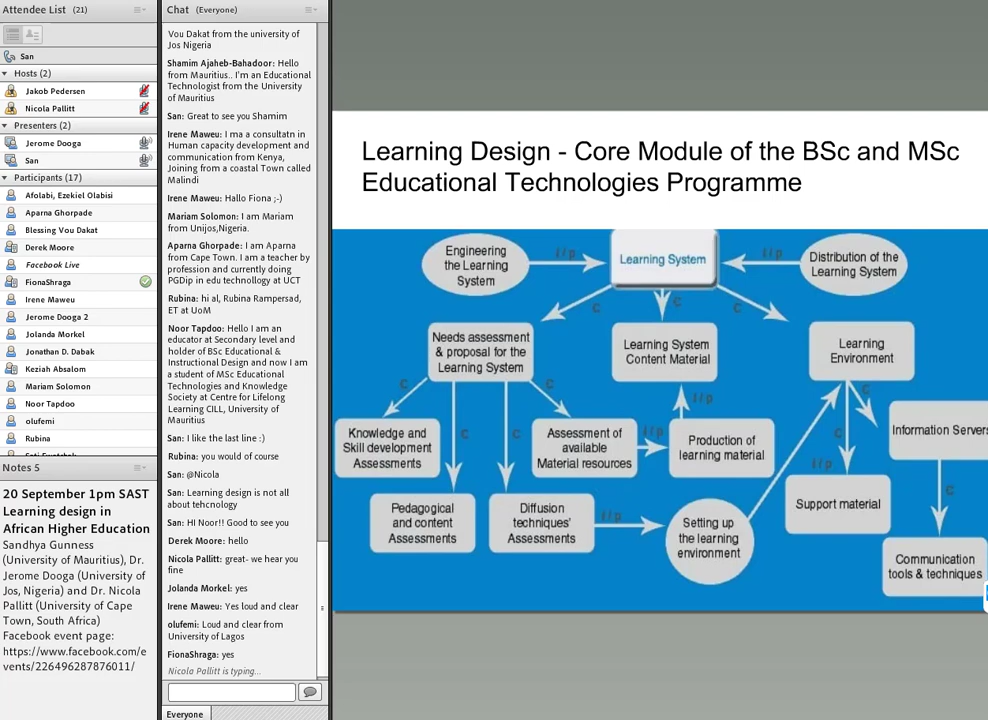 Attendee List (21)
San
Hosts (2)
Jakob Pedersen
Nicola Pallitt
Presenters (2)
Jerome Dooga
San
Participants (17)
Afolabi, Ezekiel Olabisi
Aparna Ghorpade
Blessing Vou Dakat
Derek Moore
Facebook Live
FionaShraga
Irene Maweu
Jerome Dooga 2
Jolanda Morkel
Jonathan D. Dabak
Keziah Absalom
Mariam Solomon
Noor Tapdoo
olufemi
Rubina
Notes 5
20 September 1pm SAST
Learning design in
African Higher Education
Sandhya Gunness
(University of Mauritius), Dr.
Jerome Dooga (University of
Jos, Nigeria) and Dr. Nicola
Pallitt (University of Cape
Town, South Africa)
Facebook event page:
https://www.facebook.com/e
vents/226496287876011/
Chat (Everyone)
Vou Dakat from the university of
Jos Nigeria
Shamim Ajaheb-Bahadoor: Hello
from Mauritius.. I'm an Educational
Technologist from the University
of Mauritius
San: Great to see you Shamim
Irene Maweu: I ma a consultatn in
Human capacity development and
communication from Kenya,
Joining from a coastal Town called
Malindi
Irene Maweu: Hallo Fiona ;-)
Mariam Solomon: I am Mariam
from Unijos,Nigeria.
Aparna Ghorpade: I am Aparna
from Cape Town. I am a teacher by
profession and currently doing
PGDip in edu technollogy at UCT
Rubina: hi al, Rubina Rampersad,
ET at UoM
Noor Tapdoo: Hello I am an
educator at Secondary level and
holder of BSc Educational &
Instructional Design and now I am
a student of MSc Educational
Technologies and Knowledge
Society at Centre for Lifelong
Learning CILL, University of
Mauritius
San: I like the last line :)
Rubina: you would of course
San: @Nicola
San: Learning design is not all
about tehcnology
San: HI Noor!! Good to see you
Derek Moore: hello
Nicola Pallitt: great- we hear you
fine
Jolanda Morkel: yes
Irene Maweu: Yes loud and clear
olufemi: Loud and clear from
University of Lagos
FionaShraga: yes
Nicola Pallitt is typing...
Everyone
Learning Design - Core Module of the BSc and MSc
Educational Technologies Programme
Engineering
the Learning
System
I / p
Learning System
I / p
Distribution of the
Learning System
C
C
C
Needs assessment
& proposal for the
Learning System
Learning System
Content Material
Learning
Environment
C
C
C
C
I / p
C
C
Knowledge and
Skill development
Assessments
Assessment of
available
Material resources
I / p
Production of
learning material
Information Servers
C
I / p
C
Support material
Pedagogical
and content
Assessments
Diffusion
techniques'
Assessments
I / p
Setting up
the learning
environment
Communication
tools & techniques